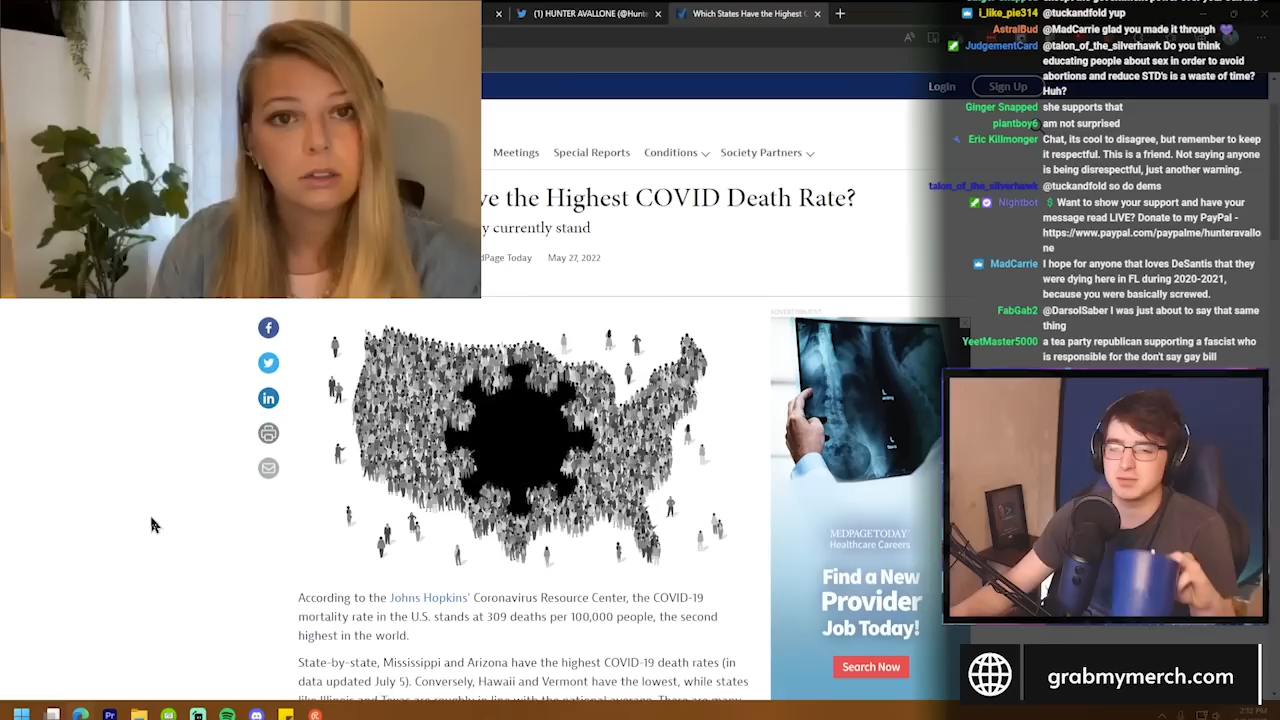 (1) HUNTER AVALLONE (@Hunt
Which States Have the Highest C
Login
Sign Up
Meetings
Special Reports
Conditions
Society Partners
ve the Highest COVID Death Rate?
y currently stand
dPage Today
May 27, 2022
ADVERTISEMENT
According to the Johns Hopkins' Coronavirus Resource Center, the COVID-19
mortality rate in the U.S. stands at 309 deaths per 100,000 people, the second
highest in the world.
State-by-state, Mississippi and Arizona have the highest COVID-19 death rates (in
data updated July 5). Conversely, Hawaii and Vermont have the lowest, while states
MEDPAGE TODAY
Healthcare Careers
Find a New
Provider
Job Today!
Search Now
i_like_pie314 @tuckandfold yup
AstralBud @MadCarrie glad you made it through
JudgementCard @talon_of_the_silverhawk Do you think
educating people about sex in order to avoid
abortions and reduce STD's is a waste of time?
Huh?
Ginger Snapped she supports that
plantboy6 am not surprised
Eric Killmonger Chat, its cool to disagree, but remember to keep
it respectful. This is a friend. Not saying anyone
is being disrespectful, just another warning.
talon_of_the_silverhawk @tuckandfold so do dems
Nightbot $ Want to show your support and have your
message read LIVE? Donate to my PayPal -
https://www.paypal.com/paypalme/hunteravallo
ne
MadCarrie I hope for anyone that loves DeSantis that they
were dying here in FL during 2020-2021,
because you were basically screwed.
FabGab2 @DarsolSaber I was just about to say that same
thing
YeetMaster5000 a tea party republican supporting a fascist who
is responsible for the don't say gay bill
grabmymerch.com
2:12 PM